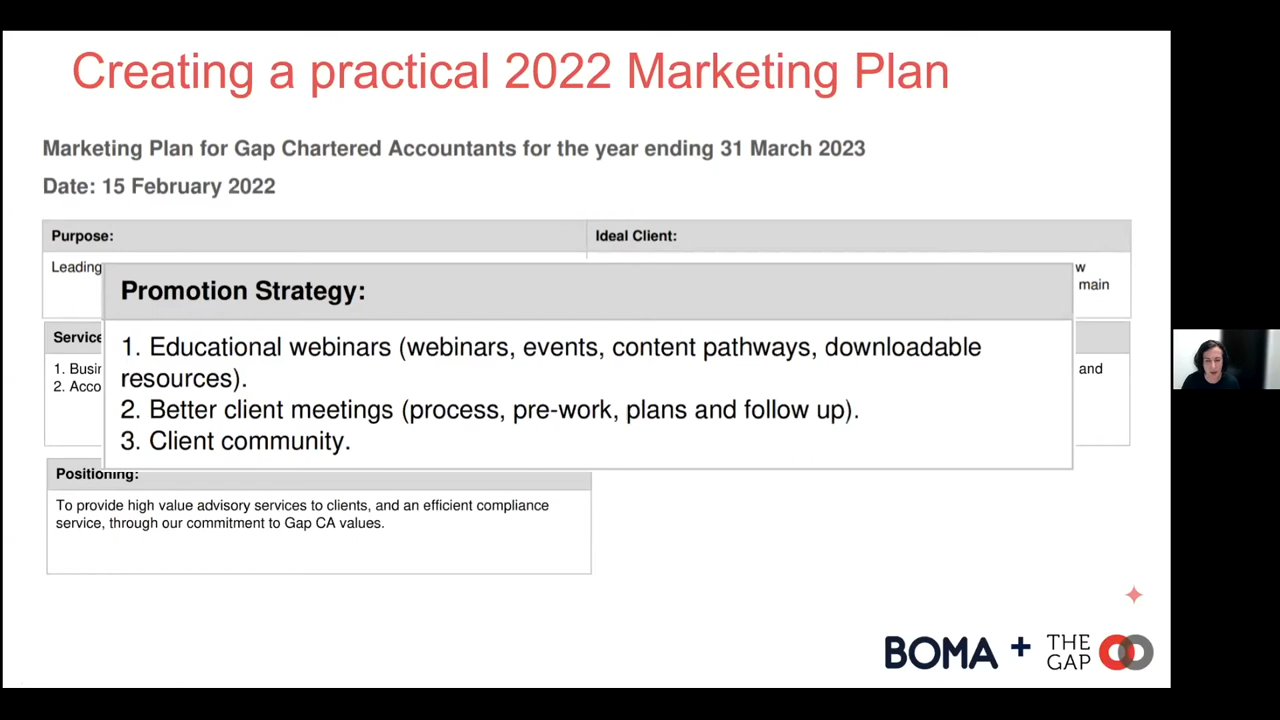 Creating a practical 2022 Marketing Plan
Marketing Plan for Gap Chartered Accountants for the year ending 31 March 2023
Date: 15 February 2022
Purpose:
Ideal Client:
Leading
w
main
Promotion Strategy:
1. Educational webinars (webinars, events, content pathways, downloadable
resources).
2. Better client meetings (process, pre-work, plans and follow up).
3. Client community.
Service
1. Busin
2. Acco
and
Positioning:
To provide high value advisory services to clients, and an efficient compliance
service, through our commitment to Gap CA values.
BOMA + THE
GAP